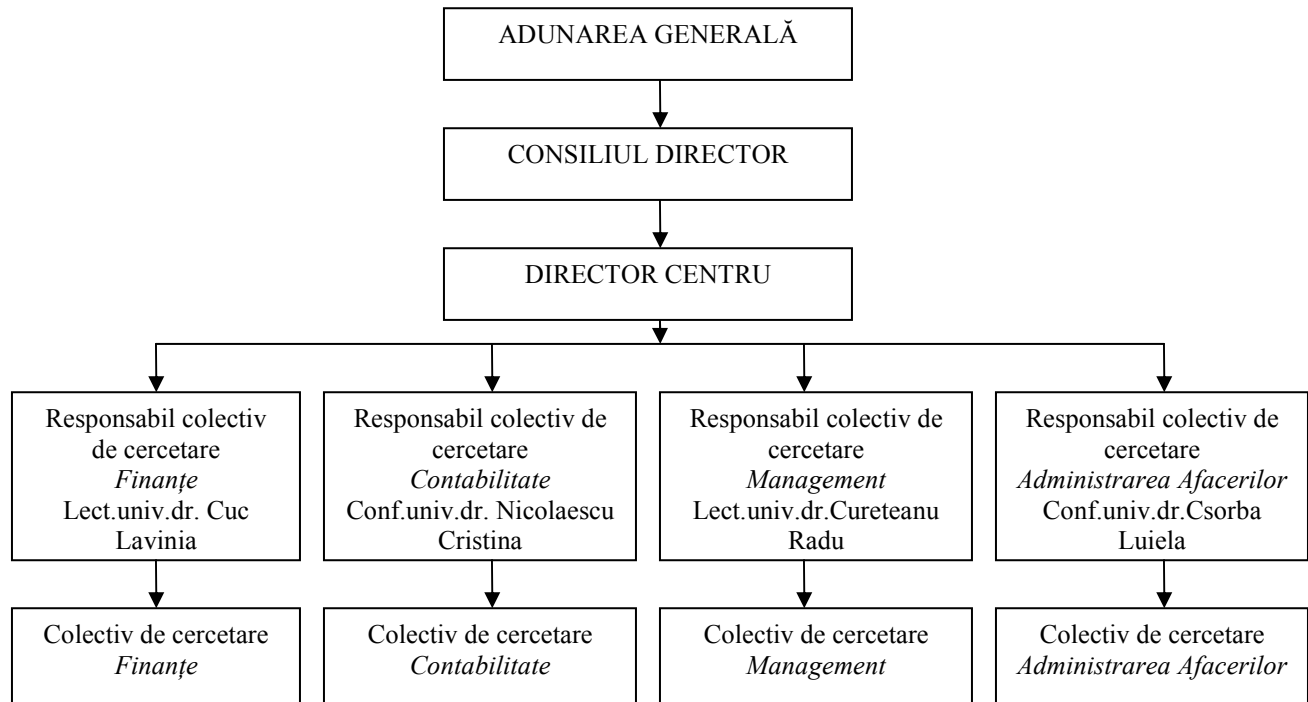 ADUNAREA GENERALĂ
CONSILIUL DIRECTOR
DIRECTOR CENTRU
Responsabil colectiv
de cercetare
Finanțe
Lect.univ.dr. Cuc
Lavinia
Responsabil colectiv de
cercetare
Contabilitate
Conf.univ.dr. Nicolaescu
Cristina
Responsabil colectiv de
cercetare
Management
Lect.univ.dr.Cureteanu
Radu
Responsabil colectiv de
cercetare
Administrarea Afacerilor
Conf.univ.dr.Csorba
Luiela
Colectiv de cercetare
Finanțe
Colectiv de cercetare
Contabilitate
Colectiv de cercetare
Management
Colectiv de cercetare
Administrarea Afacerilor